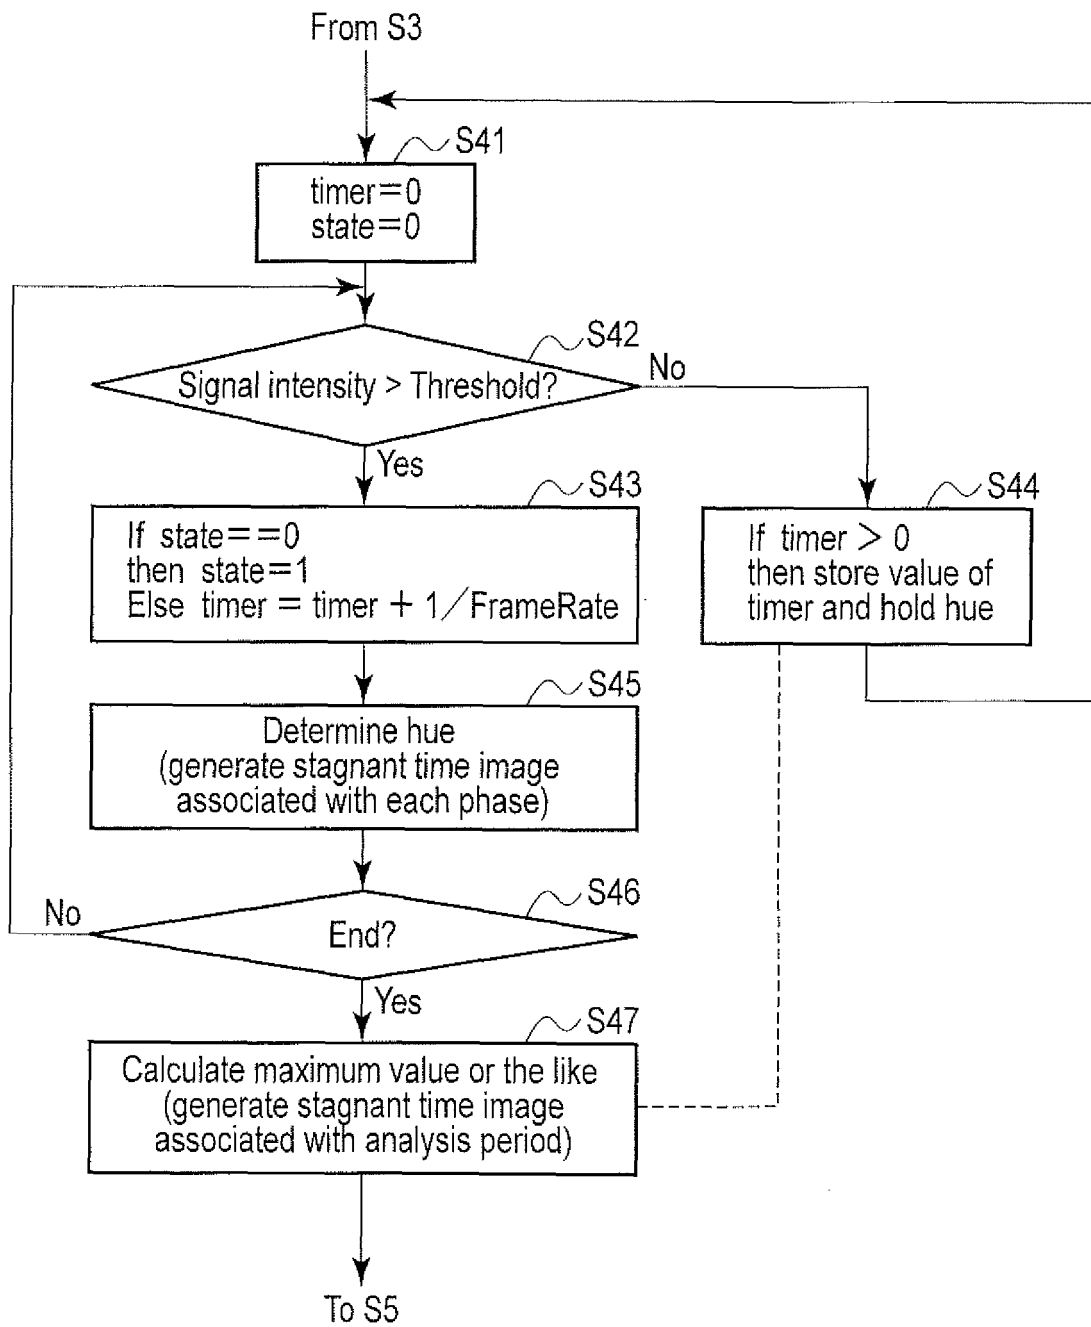 From S3
S41
timer=0
state=0
S42
Signal intensity > Threshold?
No
Yes
S43
If state==0
then state=1
Else timer = timer + 1/FrameRate
S44
If timer > 0
then store value of
timer and hold hue
S45
Determine hue
(generate stagnant time image
associated with each phase)
S46
No
End?
Yes
S47
Calculate maximum value or the like
(generate stagnant time image
associated with analysis period)
To S5